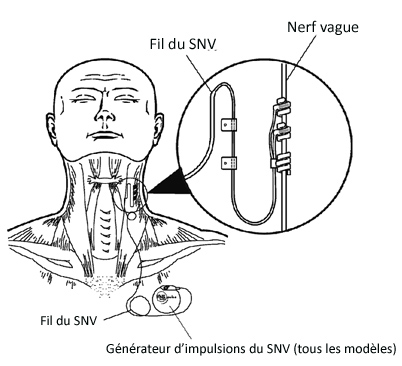 Nerf vague
Fil du SNV
Fil du SNV
Générateur d’impulsions du SNV (tous les modèles)